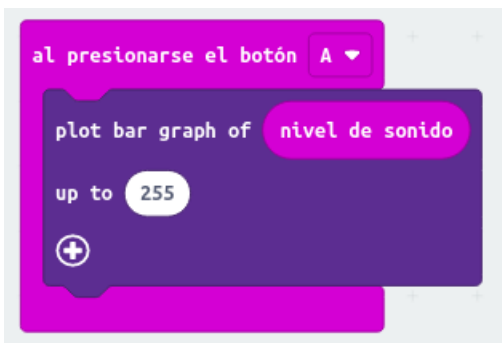 al presionarse el botón A
plot bar graph of nivel de sonido
up to 255